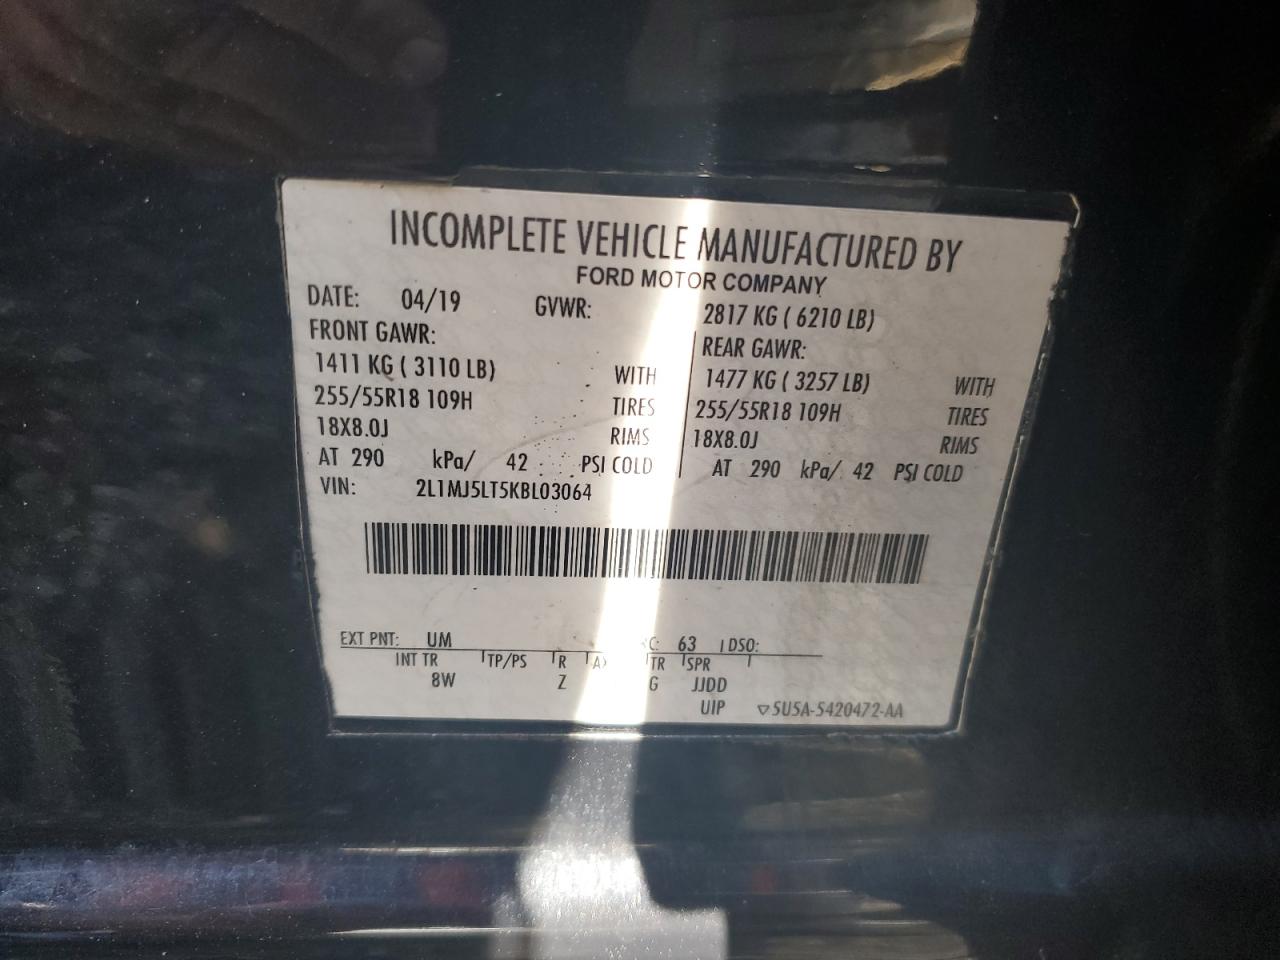 INCOMPLETE VEHICLE MANUFACTURED BY
FORD MOTOR COMPANY
DATE: 04/19 GVWR: 2817 KG ( 6210 LB)
FRONT GAWR: REAR GAWR:
1411 KG ( 3110 LB) WITH 1477 KG ( 3257 LB) WITH
255/55R18 109H TIRES 255/55R18 109H TIRES
18X8.0J RIMS 18X8.0J RIMS
AT 290 kPa/ 42 PSI COLD AT 290 kPa/ 42 PSI COLD
VIN: 2L1MJ5LT5KBL03064
EXT PNT: UM C: 63 DSO:
INT TR TP/PS R TR SPR
8W Z G JJDD
UIP ▽5U5A-5420472-AA